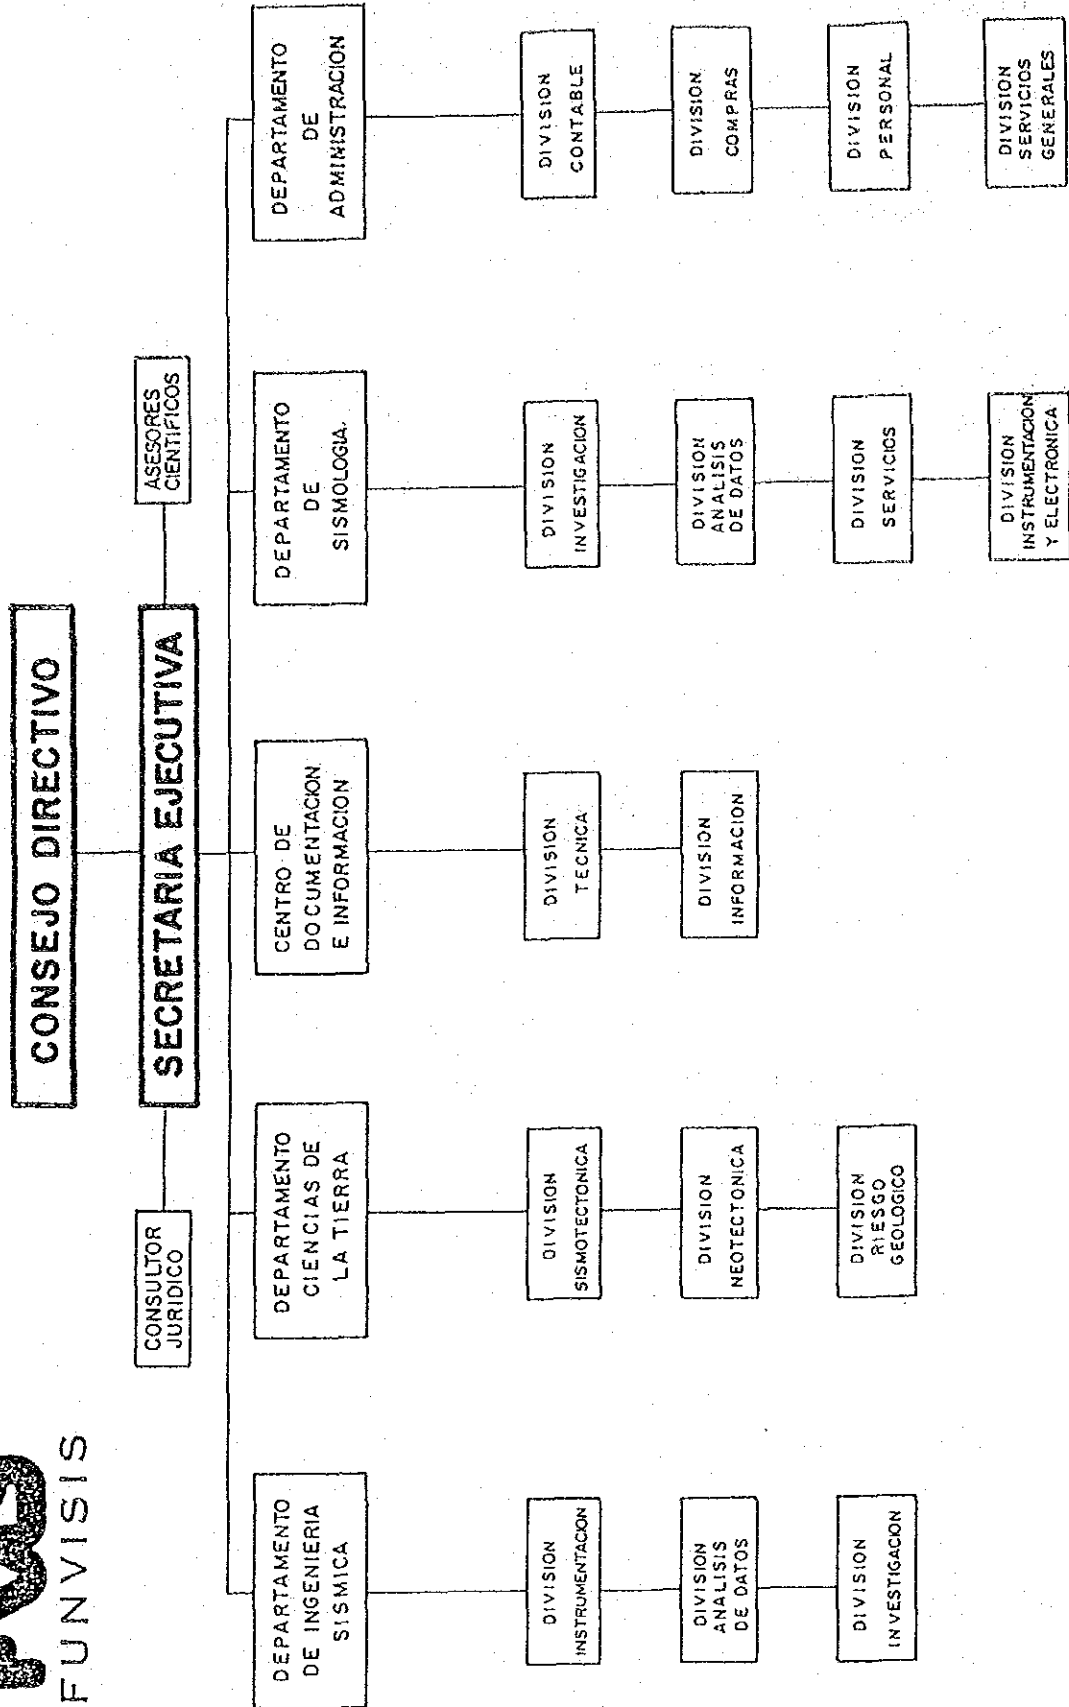 FUNVISIS
CONSEJO DIRECTIVO
SECRETARIA EJECUTIVA
CONSULTOR
JURIDICO
ASESORES
CIENTIFICOS
DEPARTAMENTO
DE INGENIERIA
SISMICA
DIVISION
INSTRUMENTACION
DIVISION
ANALISIS
DE DATOS
DIVISION
INVESTIGACION
DEPARTAMENTO
CIENCIAS DE
LA TIERRA
DIVISION
SISMOTECTONICA
DIVISION
NEOTECTONICA
DIVISION
RIESGO
GEOLOGICO
CENTRO DE
DOCUMENTACION
E INFORMACION
DIVISION
TECNICA
DIVISION
INFORMACION
DEPARTAMENTO
DE
SISMOLOGIA.
DIVISION
INVESTIGACION
DIVISION
ANALISIS
DE DATOS
DIVISION
SERVICIOS
DIVISION
INSTRUMENTACION
Y ELECTRONICA
DEPARTAMENTO
DE
ADMINISTRACION
DIVISION
CONTABLE
DIVISION
COMPRAS
DIVISION
PERSONAL
DIVISION
SERVICIOS
GENERALES